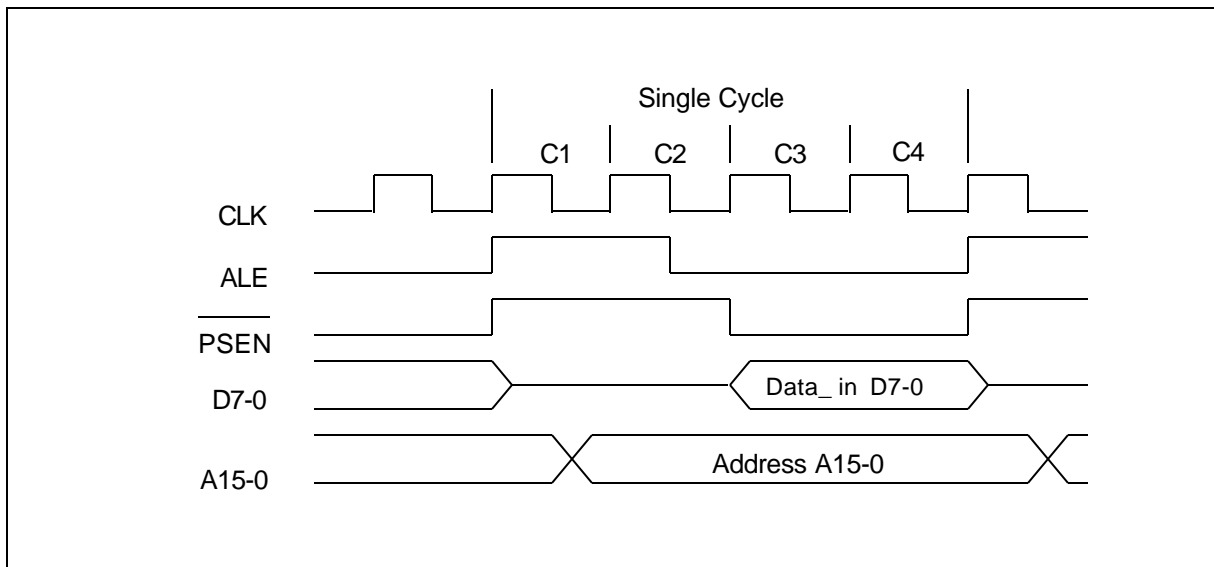 Single Cycle
C1 C2 C3 C4
CLK
ALE
PSEN
D7-0 Data_ in D7-0
A15-0 Address A15-0